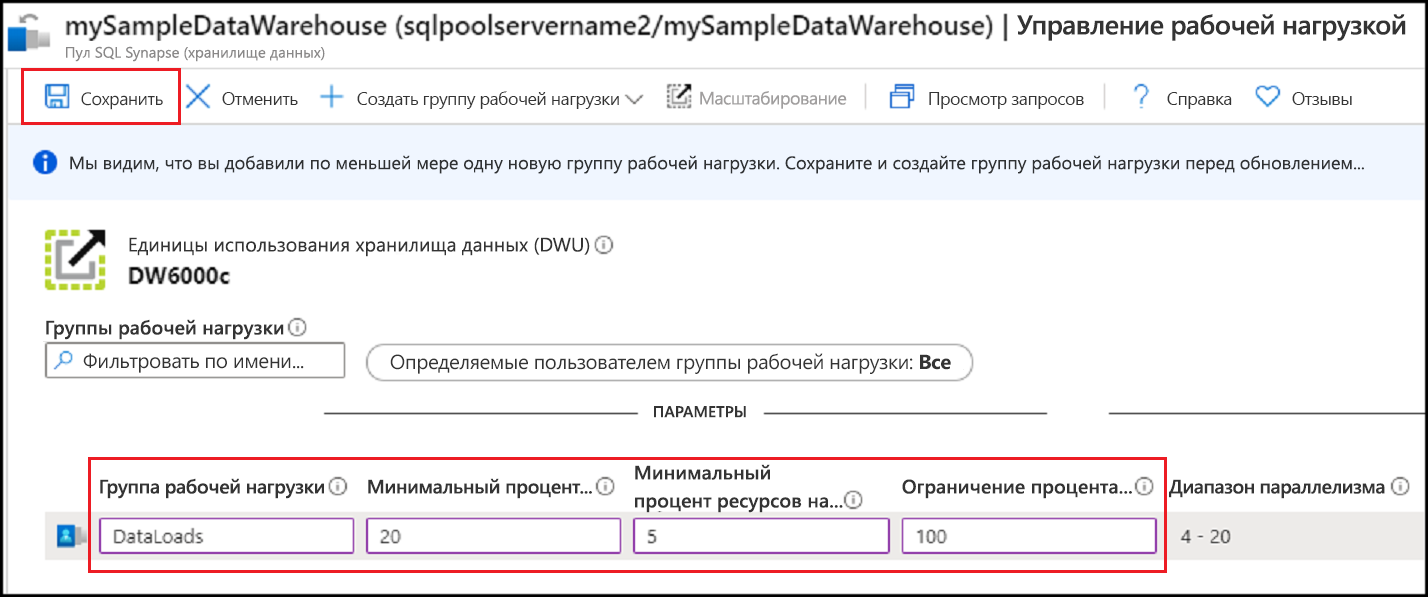 mySampleDataWarehouse (sqlpoolservername2/mySampleDataWarehouse) | Управление рабочей нагрузкой
Пул SQL Synapse (хранилище данных)
Сохранить Отменить Создать группу рабочей нагрузки Масштабирование Просмотр запросов Справка Отзывы
Мы видим, что вы добавили по меньшей мере одну новую группу рабочей нагрузки. Сохраните и создайте группу рабочей нагрузки перед обновлением...
Единицы использования хранилища данных (DWU)
DW6000c
Группы рабочей нагрузки
Фильтровать по имени... Определяемые пользователем группы рабочей нагрузки: Все
ПАРАМЕТРЫ
Группа рабочей нагрузки Минимальный процент... Минимальный процент ресурсов на... Ограничение процента... Диапазон параллелизма
DataLoads 20 5 100 4 - 20